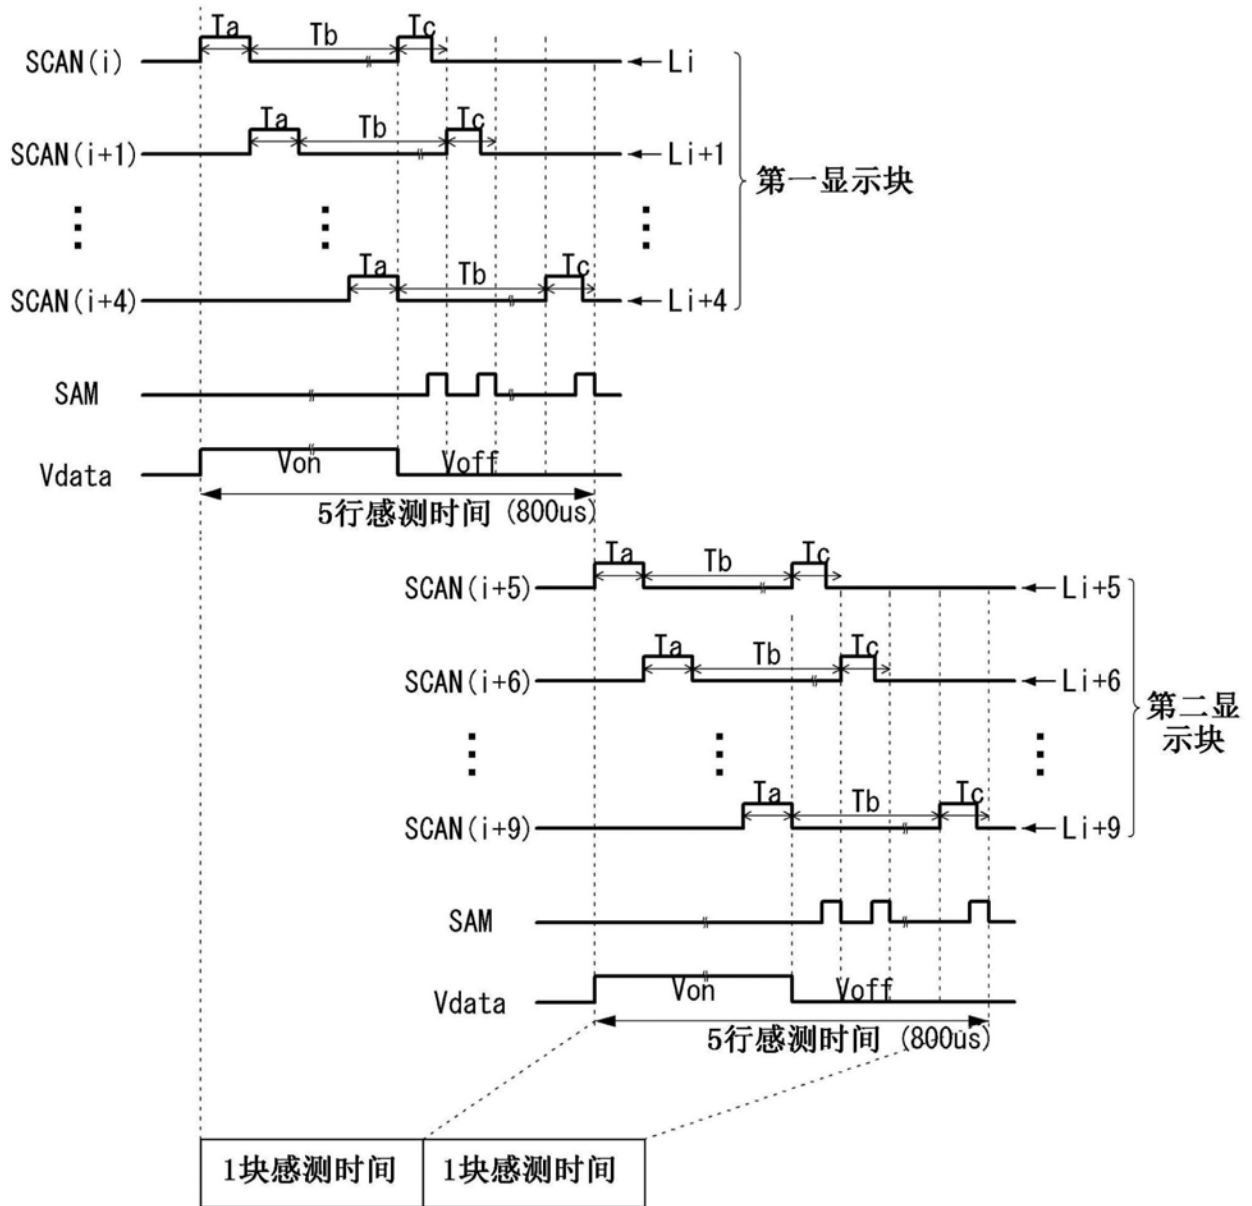 Ta Tb Tc
SCAN(i) Li
Ta Tb Tc
SCAN(i+1) Li+1
第一显示块
Ta Tb Tc
SCAN(i+4) Li+4
SAM
Vdata Von Voff
5行感测时间 (800us)
Ta Tb Tc
SCAN(i+5) Li+5
Ta Tb Tc
SCAN(i+6) Li+6
第二显
示块
Ta Tb Tc
SCAN(i+9) Li+9
SAM
Vdata Von Voff
5行感测时间 (800us)
1块感测时间 1块感测时间